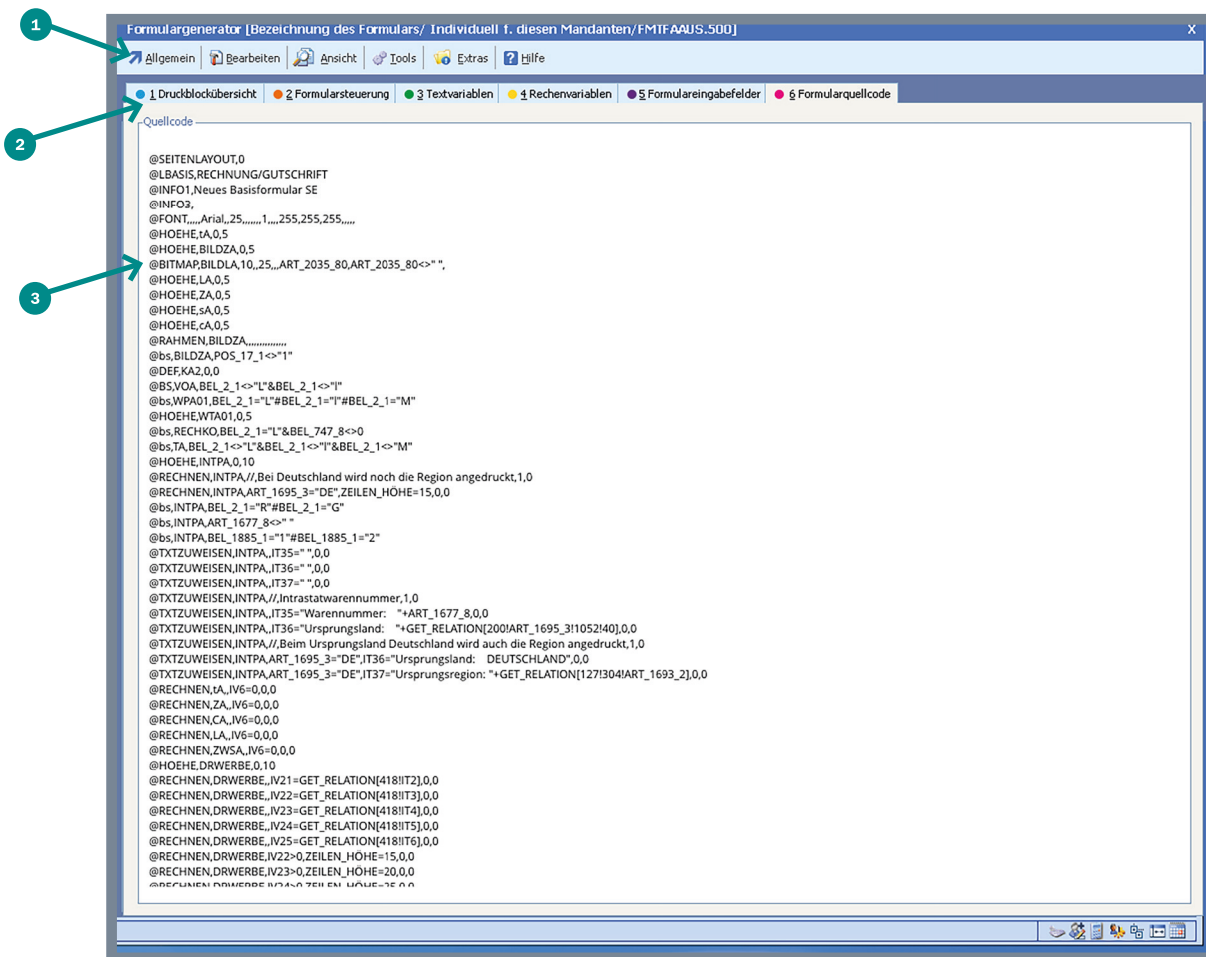 1
Formulargenerator [Bezeichnung des Formulars/ Individuell f. diesen Mandanten/FMTFAAUS.500]
X
Allgemein Bearbeiten Ansicht Tools Extras Hilfe
1 Druckblockübersicht 2 Formularsteuerung 3 Textvariablen 4 Rechenvariablen 5 Formulareingabefelder 6 Formularquellcode
2
Quellcode
@SEITENLAYOUT,0
@LBASIS,RECHNUNG/GUTSCHRIFT
@INFO1,Neues Basisformular SE
@INFO3,
@FONT,,,,,Arial,,25,,,,,,,1,,,,255,255,255,,,,,
@HOEHE,tA,0,5
@HOEHE,BILDZA,0,5
@BITMAP,BILDLA,10,,25,,,ART_2035_80,ART_2035_80<>" ",
3
@HOEHE,LA,0,5
@HOEHE,ZA,0,5
@HOEHE,sA,0,5
@HOEHE,cA,0,5
@RAHMEN,BILDZA,,,,,,,,,,,,,,,
@bs,BILDZA,POS_17_1<>"1"
@DEF,KA2,0,0
@BS,VOA,BEL_2_1<>"L"&BEL_2_1<>"l"
@bs,WPA01,BEL_2_1="L"#BEL_2_1="l"#BEL_2_1="M"
@HOEHE,WTA01,0,5
@bs,RECHKO,BEL_2_1="L"&BEL_747_8<>0
@bs,TA,BEL_2_1<>"L"&BEL_2_1<>"l"&BEL_2_1<>"M"
@HOEHE,INTPA,0,10
@RECHNEN,INTPA,//,Bei Deutschland wird noch die Region angedruckt,1,0
@RECHNEN,INTPA,ART_1695_3="DE",ZEILEN_HÖHE=15,0,0
@bs,INTPA,BEL_2_1="R"#BEL_2_1="G"
@bs,INTPA,ART_1677_8<>" "
@bs,INTPA,BEL_1885_1="1"#BEL_1885_1="2"
@TXTZUWEISEN,INTPA,,IT35=" ",0,0
@TXTZUWEISEN,INTPA,,IT36=" ",0,0
@TXTZUWEISEN,INTPA,,IT37=" ",0,0
@TXTZUWEISEN,INTPA,//,Intrastatwarennummer,1,0
@TXTZUWEISEN,INTPA,,IT35="Warennummer:    "+ART_1677_8,0,0
@TXTZUWEISEN,INTPA,,IT36="Ursprungsland:    "+GET_RELATION[200!ART_1695_3!1052!40],0,0
@TXTZUWEISEN,INTPA,//,Beim Ursprungsland Deutschland wird auch die Region angedruckt,1,0
@TXTZUWEISEN,INTPA,ART_1695_3="DE",IT36="Ursprungsland:    DEUTSCHLAND",0,0
@TXTZUWEISEN,INTPA,ART_1695_3="DE",IT37="Ursprungsregion: "+GET_RELATION[127!304!ART_1693_2],0,0
@RECHNEN,tA,,IV6=0,0,0
@RECHNEN,ZA,,IV6=0,0,0
@RECHNEN,CA,,IV6=0,0,0
@RECHNEN,LA,,IV6=0,0,0
@RECHNEN,ZWSA,,IV6=0,0,0
@HOEHE,DRWERBE,0,10
@RECHNEN,DRWERBE,,IV21=GET_RELATION[418!IT2],0,0
@RECHNEN,DRWERBE,,IV22=GET_RELATION[418!IT3],0,0
@RECHNEN,DRWERBE,,IV23=GET_RELATION[418!IT4],0,0
@RECHNEN,DRWERBE,,IV24=GET_RELATION[418!IT5],0,0
@RECHNEN,DRWERBE,,IV25=GET_RELATION[418!IT6],0,0
@RECHNEN,DRWERBE,IV22>0,ZEILEN_HÖHE=15,0,0
@RECHNEN,DRWERBE,IV23>0,ZEILEN_HÖHE=20,0,0
@RECHNEN,DRWERBE,IV24>0,ZEILEN_HÖHE=25,0,0